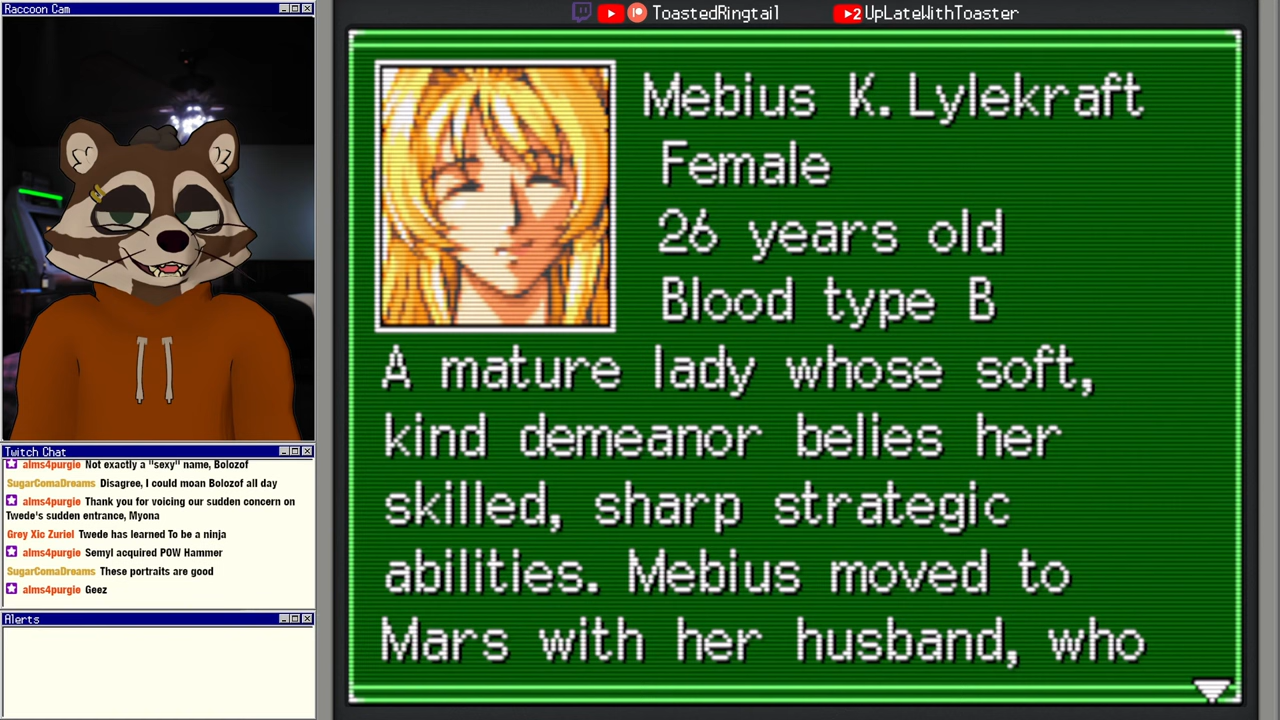 Raccoon Cam
ToastedRingtail
2 UpLateWithToaster
Mebius K. Lylekraft
Female
26 years old
Blood type B
A mature lady whose soft,
kind demeanor belies her
skilled, sharp strategic
abilities. Mebius moved to
Mars with her husband, who
Twitch Chat
alms4purgie Not exactly a "sexy" name, Bolozof
SugarComaDreams Disagree, I could moan Bolozof all day
alms4purgie Thank you for voicing our sudden concern on
Twede's sudden entrance, Myona
Grey Xic Zuriel Twede has learned To be a ninja
alms4purgie Semyl acquired POW Hammer
SugarComaDreams These portraits are good
alms4purgie Geez
Alerts